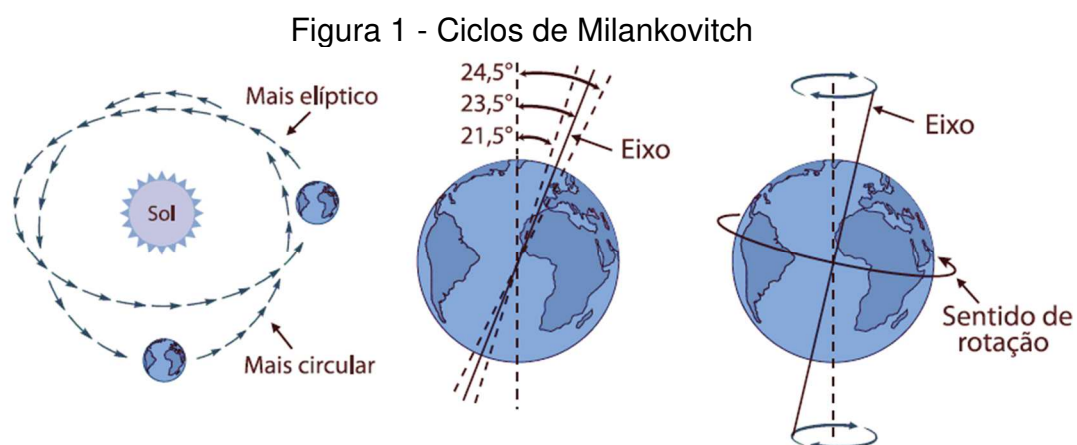 Figura 1 - Ciclos de Milankovitch
Mais elíptico
Sol
Mais circular
24,5°
23,5°
21,5°
Eixo
Eixo
Sentido de
rotação